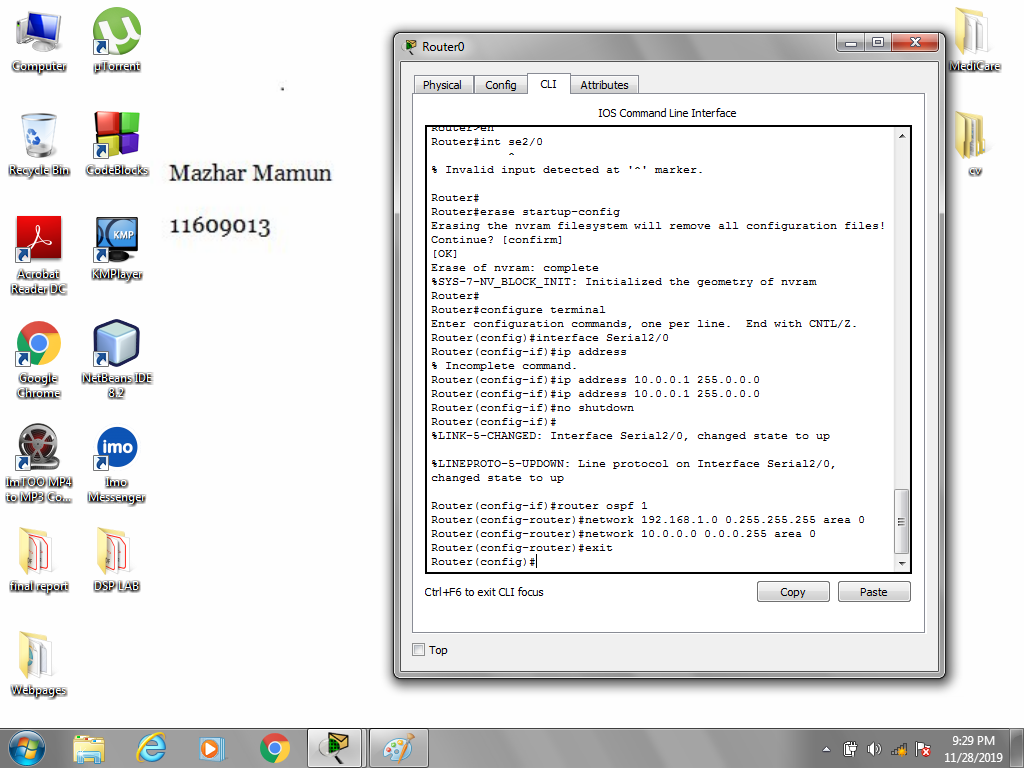 Computer
µTorrent
Recycle Bin
CodeBlocks
Acrobat
Reader DC
KMP
KMPlayer
Google
Chrome
NetBeans IDE
8.2
ImTOO MP4
to MP3 Co...
imo
Imo
Messenger
final report
DSP LAB
Webpages
Mazhar Mamun
11609013
Router0
Physical
Config
CLI
Attributes
IOS Command Line Interface
Router>en
Router#int se2/0
^
% Invalid input detected at '^' marker.
Router#
Router#erase startup-config
Erasing the nvram filesystem will remove all configuration files!
Continue? [confirm]
[OK]
Erase of nvram: complete
%SYS-7-NV_BLOCK_INIT: Initialized the geometry of nvram
Router#
Router#configure terminal
Enter configuration commands, one per line.  End with CNTL/Z.
Router(config)#interface Serial2/0
Router(config-if)#ip address
% Incomplete command.
Router(config-if)#ip address 10.0.0.1 255.0.0.0
Router(config-if)#ip address 10.0.0.1 255.0.0.0
Router(config-if)#no shutdown
Router(config-if)#
%LINK-5-CHANGED: Interface Serial2/0, changed state to up
%LINEPROTO-5-UPDOWN: Line protocol on Interface Serial2/0,
changed state to up
Router(config-if)#router ospf 1
Router(config-router)#network 192.168.1.0 0.255.255.255 area 0
Router(config-router)#network 10.0.0.0 0.0.0.255 area 0
Router(config-router)#exit
Router(config)#
Ctrl+F6 to exit CLI focus
Copy
Paste
Top
MediCare
cv
9:29 PM
11/28/2019